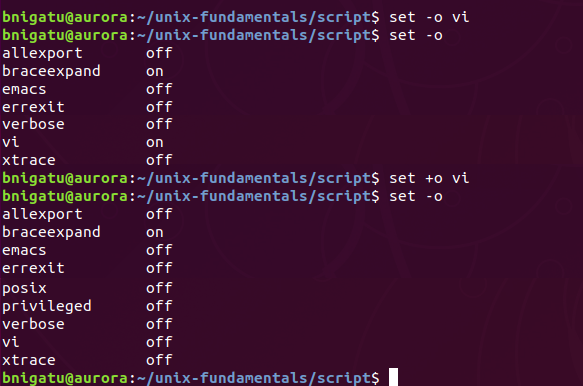 bnigatu@aurora:~/unix-fundamentals/script$ set -o vi
bnigatu@aurora:~/unix-fundamentals/script$ set -o
allexport       off
braceexpand     on
emacs           off
errexit         off
verbose         off
vi              on
xtrace          off
bnigatu@aurora:~/unix-fundamentals/script$ set +o vi
bnigatu@aurora:~/unix-fundamentals/script$ set -o
allexport       off
braceexpand     on
emacs           off
errexit         off
posix           off
privileged      off
verbose         off
vi              off
xtrace          off
bnigatu@aurora:~/unix-fundamentals/script$